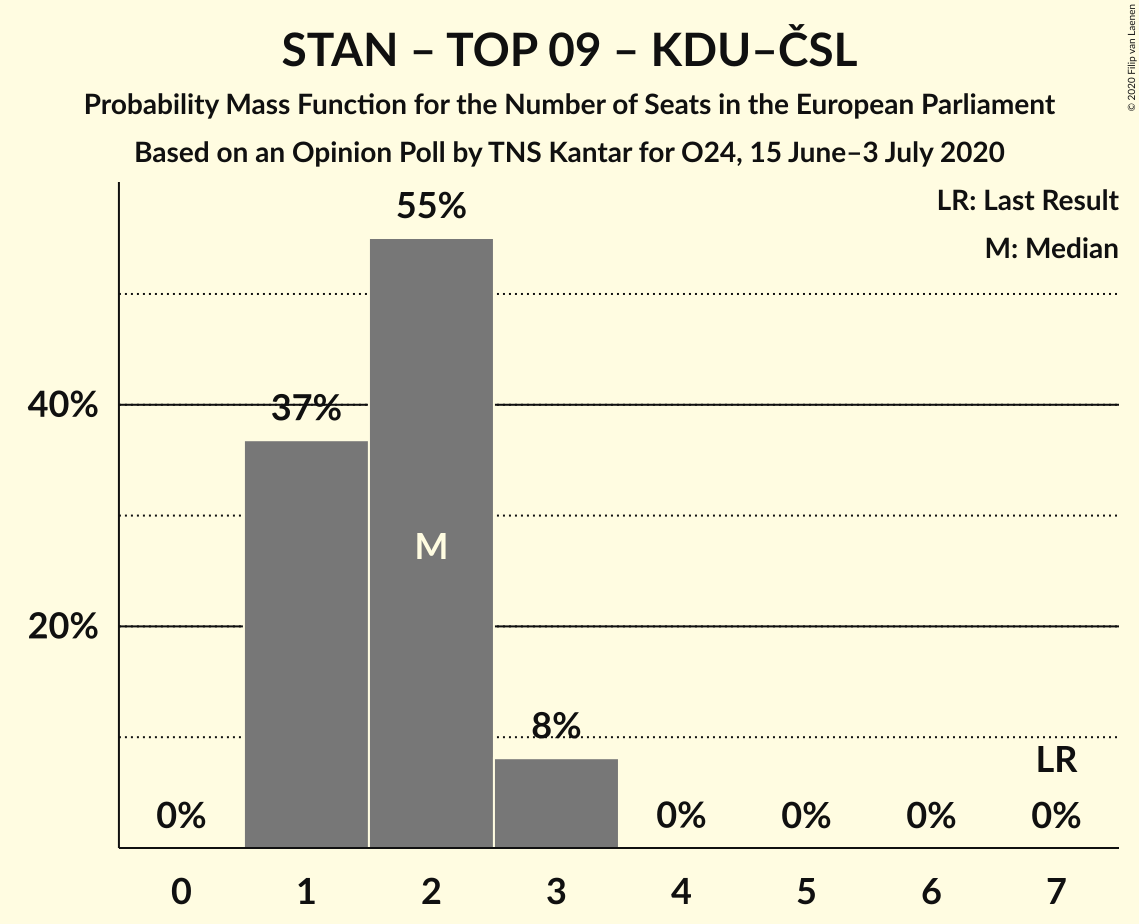 STAN – TOP 09 – KDU–ČSL
Probability Mass Function for the Number of Seats in the European Parliament
Based on an Opinion Poll by TNS Kantar for O24, 15 June–3 July 2020
© 2020 Filip van Laenen
LR: Last Result
M: Median
55%
40%
37%
M
20%
8%
LR
0%
0%
0%
0%
0%
0 1 2 3 4 5 6 7